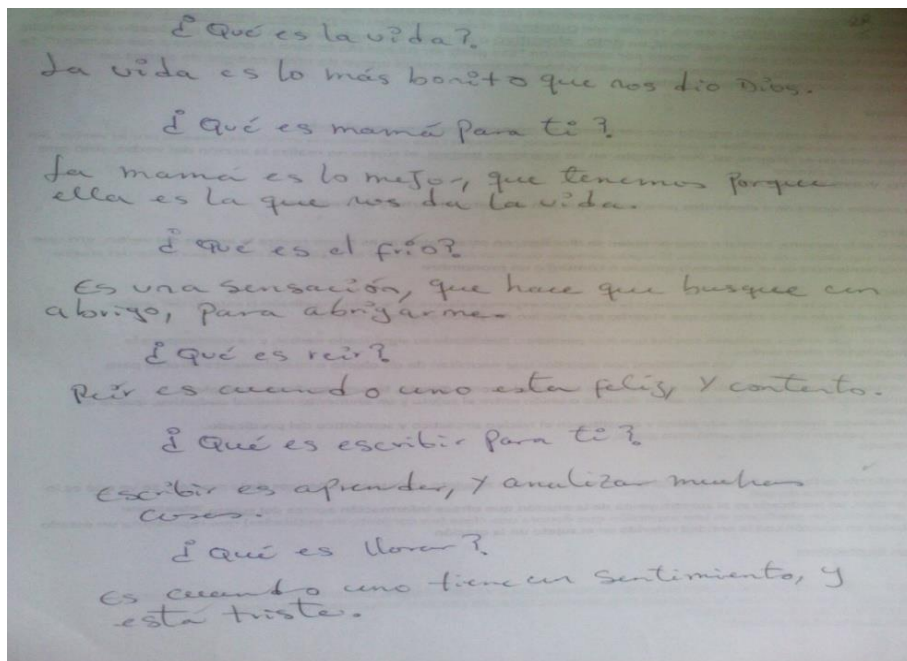 ¿Qué es la vida?
La vida es lo más bonito que nos dio Dios.
¿Qué es mamá para ti?
La mamá es lo mejor, que tenemos porque
ella es la que nos da la vida.
¿Qué es el frío?
Es una sensación, que hace que busque un
abrigo, para abrigarme.
¿Qué es reir?
Reír es cuando uno esta feliz y contento.
¿Qué es escribir para ti?
Escribir es aprender, y analizar muchas
cosas.
¿Qué es llorar?
Es cuando uno tiene un sentimiento, y
está triste.